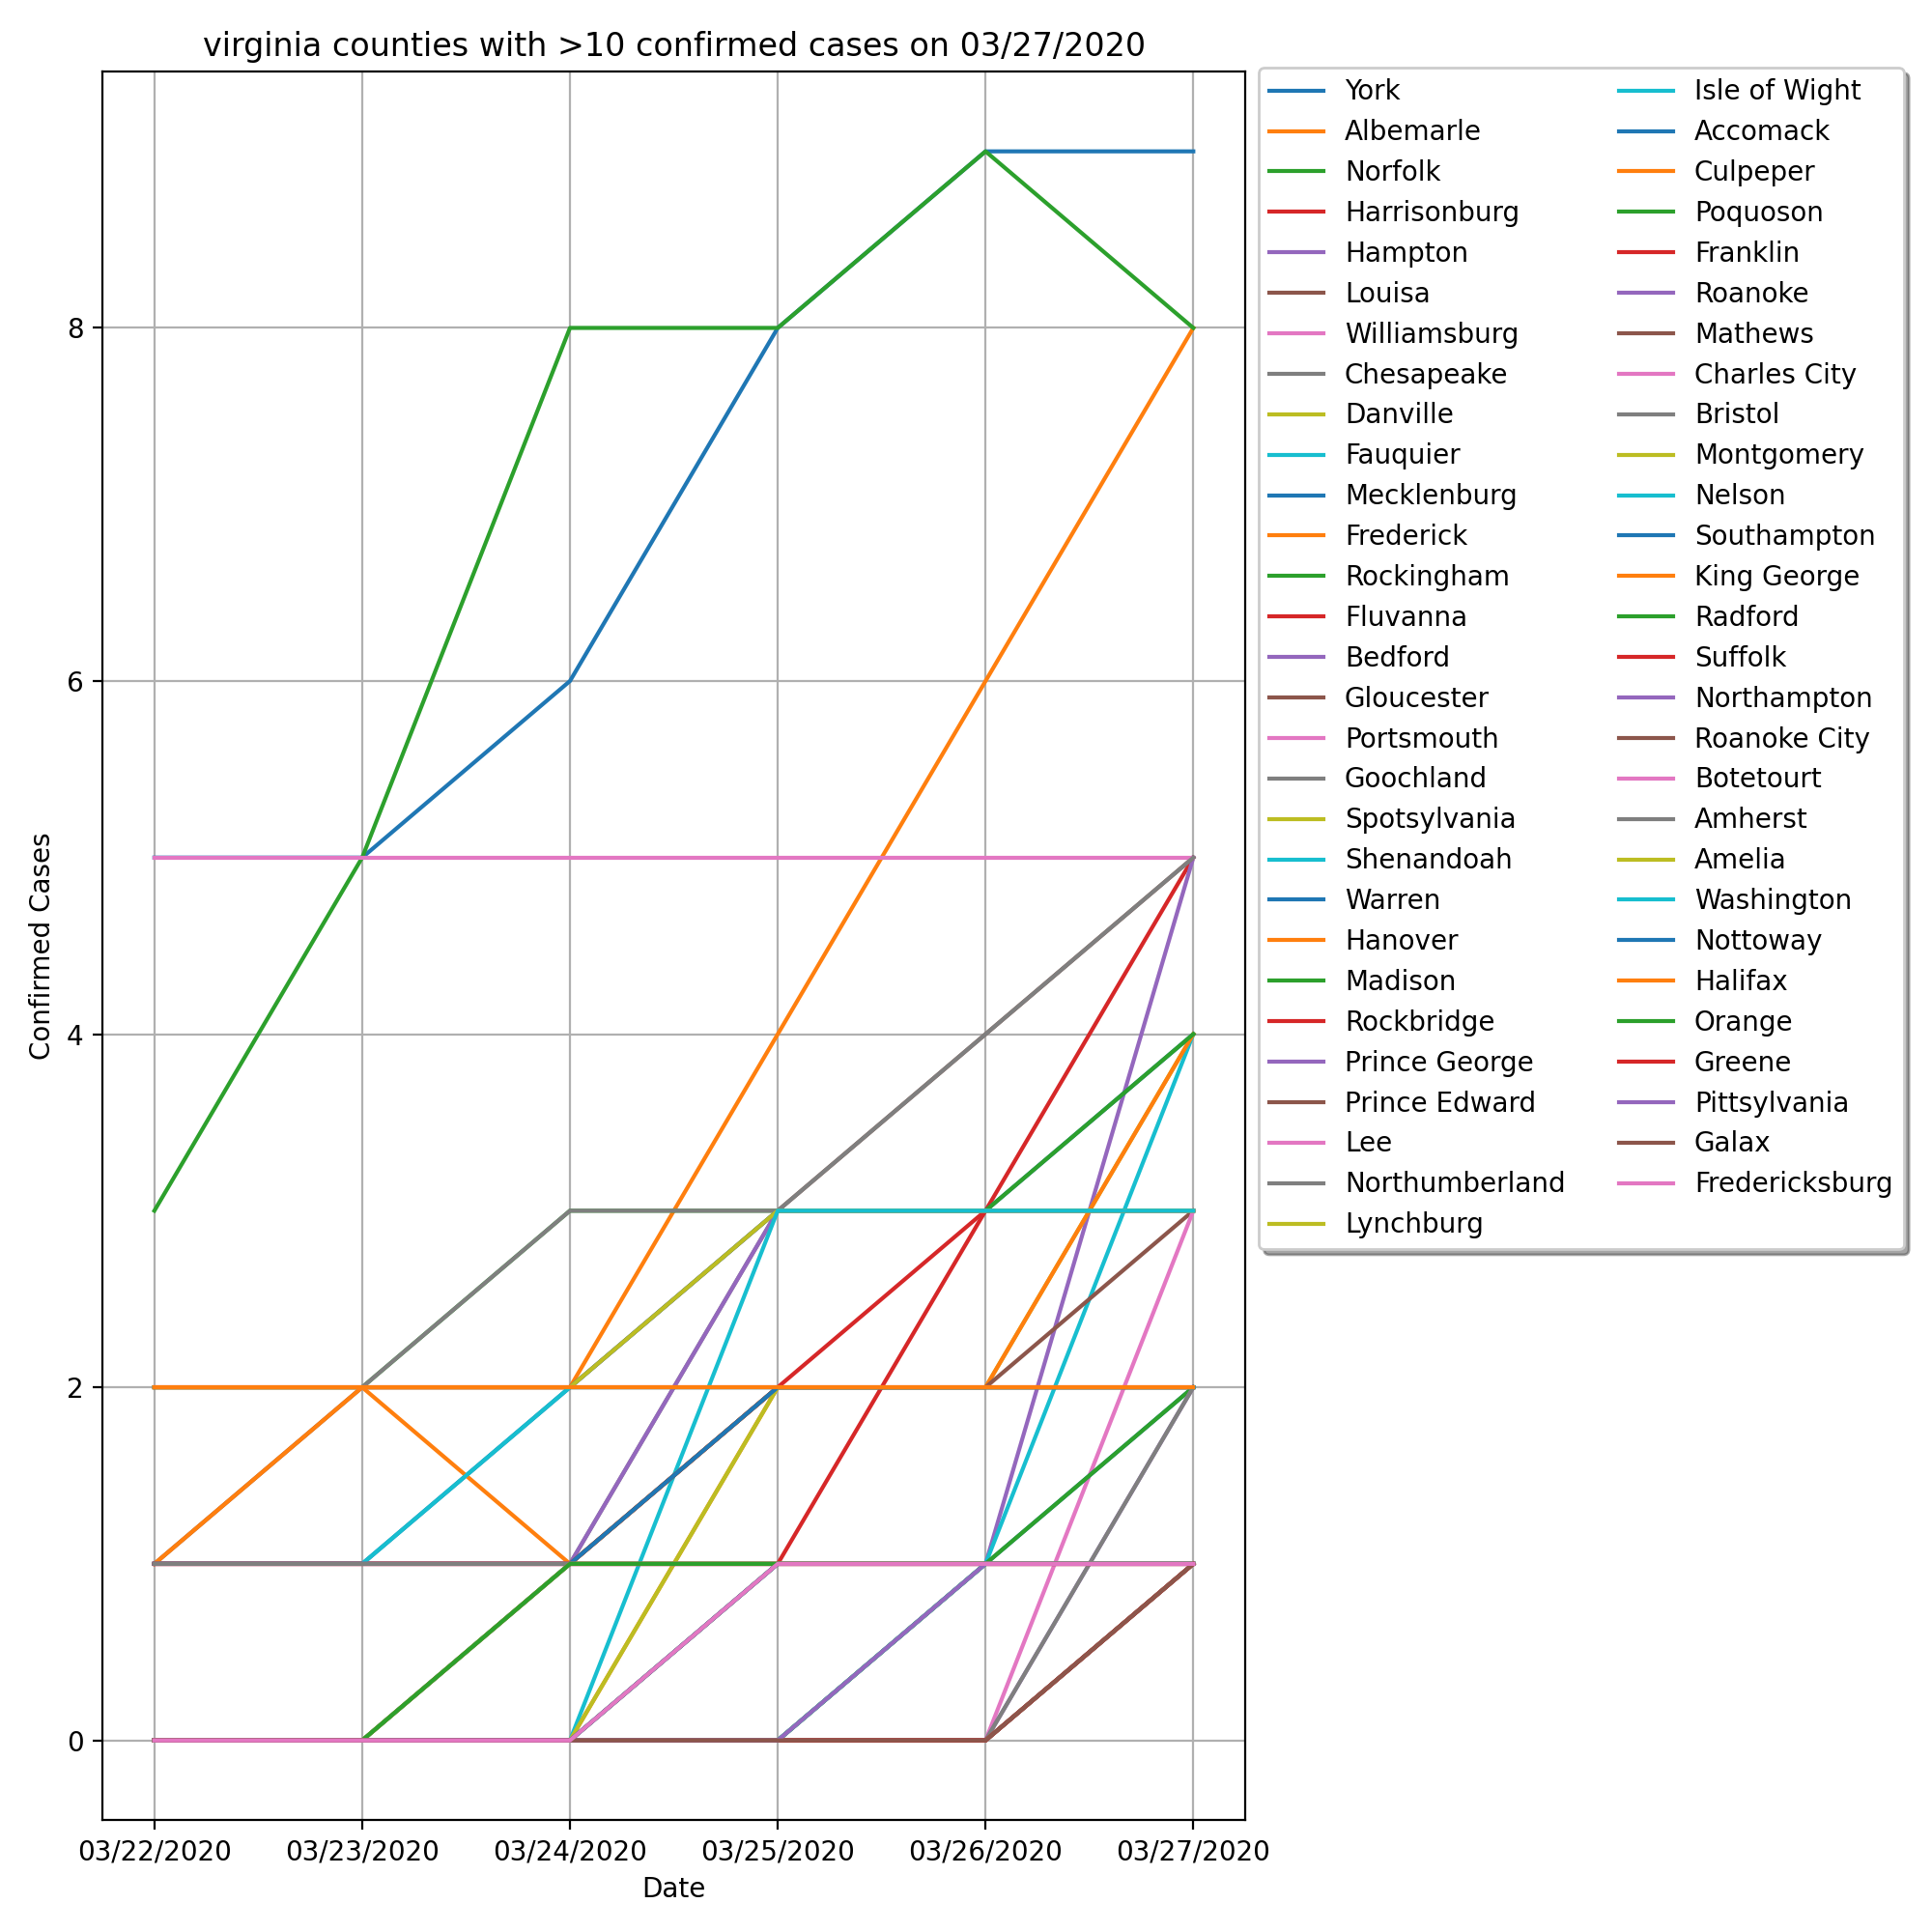 virginia counties with >10 confirmed cases on 03/27/2020
Confirmed Cases
8
6
4
2
0
03/22/2020 03/23/2020 03/24/2020 03/25/2020 03/26/2020 03/27/2020
Date
York
Albemarle
Norfolk
Harrisonburg
Hampton
Louisa
Williamsburg
Chesapeake
Danville
Fauquier
Mecklenburg
Frederick
Rockingham
Fluvanna
Bedford
Gloucester
Portsmouth
Goochland
Spotsylvania
Shenandoah
Warren
Hanover
Madison
Rockbridge
Prince George
Prince Edward
Lee
Northumberland
Lynchburg
Isle of Wight
Accomack
Culpeper
Poquoson
Franklin
Roanoke
Mathews
Charles City
Bristol
Montgomery
Nelson
Southampton
King George
Radford
Suffolk
Northampton
Roanoke City
Botetourt
Amherst
Amelia
Washington
Nottoway
Halifax
Orange
Greene
Pittsylvania
Galax
Fredericksburg